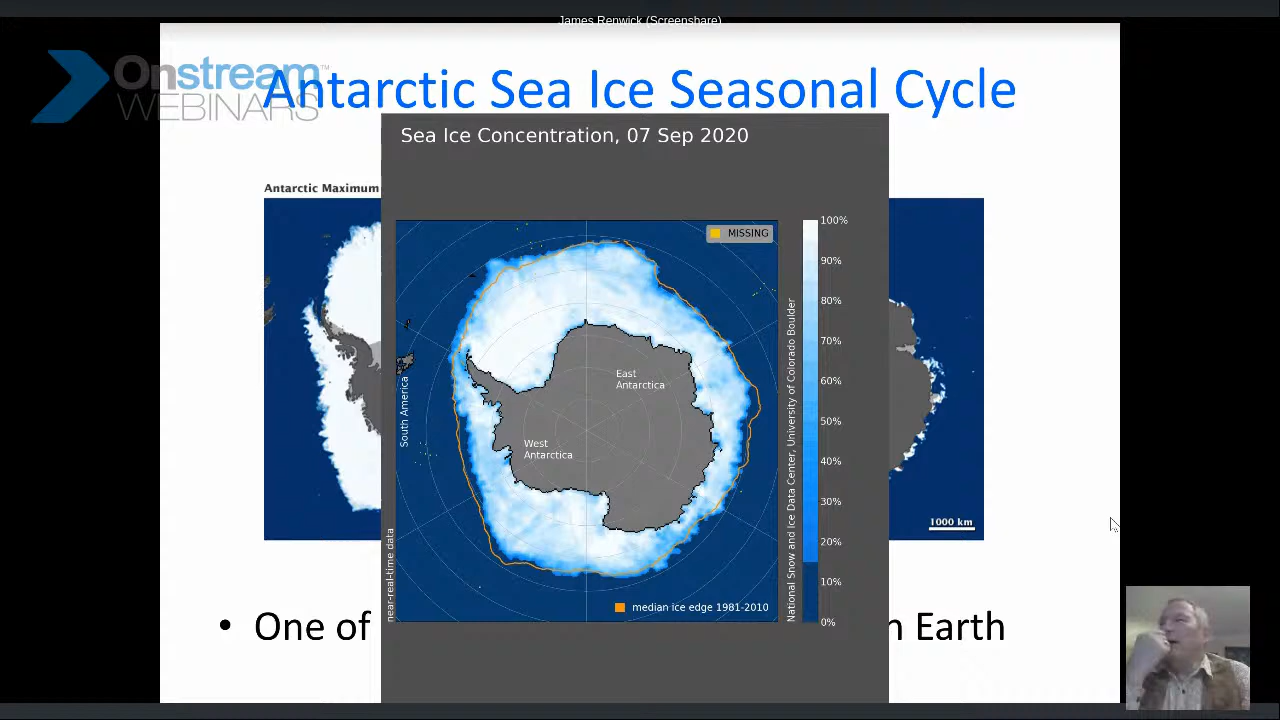 James Renwick (Screenshare)
Onstream™
WEBINARS
Antarctic Sea Ice Seasonal Cycle
Sea Ice Concentration, 07 Sep 2020
Antarctic Maximum
MISSING
100%
90%
80%
70%
60%
50%
40%
30%
20%
10%
0%
East
Antarctica
West
Antarctica
South America
near-real-time data
National Snow and Ice Data Center, University of Colorado Boulder
1000 km
median ice edge 1981-2010
• One of
n Earth